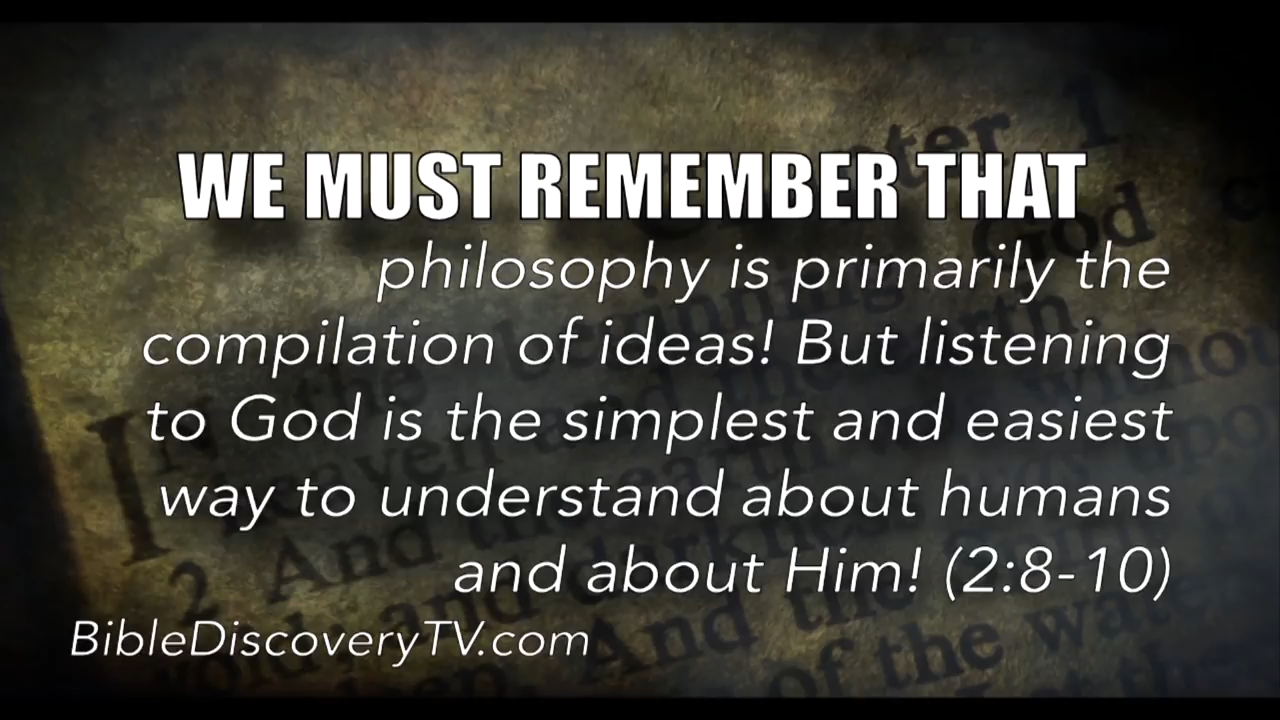 WE MUST REMEMBER THAT
philosophy is primarily the
compilation of ideas! But listening
to God is the simplest and easiest
way to understand about humans
and about Him! (2:8-10)
BibleDiscoveryTV.com